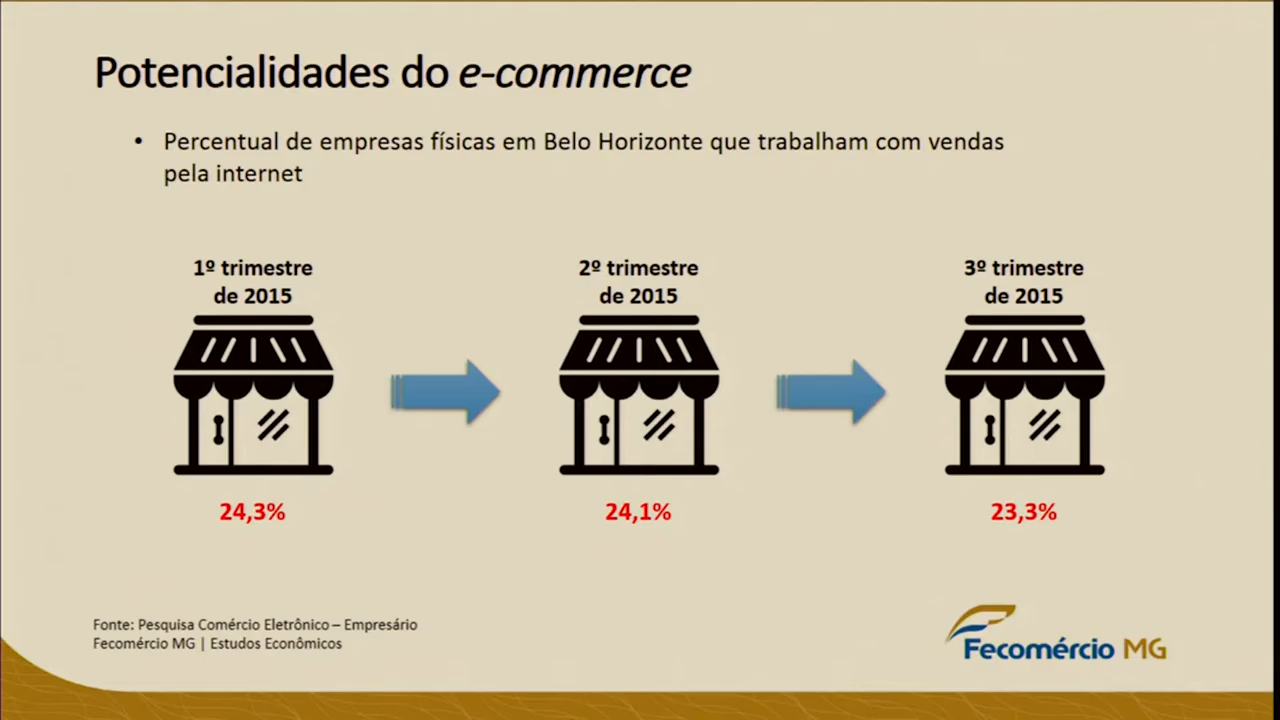 Potencialidades do e-commerce
• Percentual de empresas físicas em Belo Horizonte que trabalham com vendas
pela internet
1º trimestre
de 2015
2º trimestre
de 2015
3º trimestre
de 2015
24,3%
24,1%
23,3%
Fonte: Pesquisa Comércio Eletrônico – Empresário
Fecomércio MG | Estudos Econômicos
Fecomércio MG